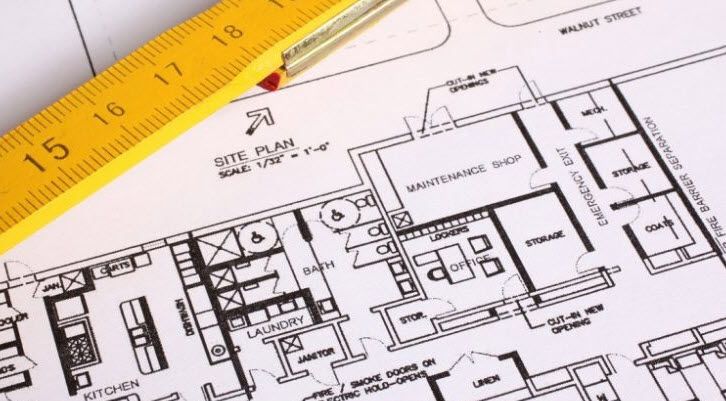 WALNUT STREET
15 16 17 18
SITE PLAN
SCALE: 1/32" = 1'-0"
CUT-IN NEW
OPENINGS
MECH.
MAINTENANCE SHOP
EMERGENCY EXIT
FIRE BARRIER SEPARATION
STORAGE
COATS
LOCKERS
OFFICE
STORAGE
BATH
CARTS
JAN.
STOR.
CUT-IN NEW
OPENING
LAUNDRY
JANITOR
KITCHEN
FIRE / SMOKE DOORS ON
HOLD-OPENS
LINEN